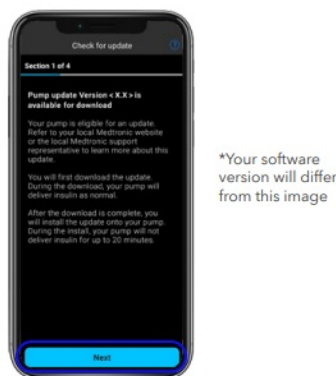 Check for update
Section 1 of 4
Pump update Version < X.X > is
available for download
Your pump is eligible for an update.
Refer to your local Medtronic website
or the local Medtronic support
representative to learn more about this
update.
You will first download the update.
During the download, your pump will
deliver insulin as normal.
After the download is complete, you
will install the update onto your pump.
During the install, your pump will not
deliver insulin for up to 20 minutes.
Next
*Your software
version will differ
from this image